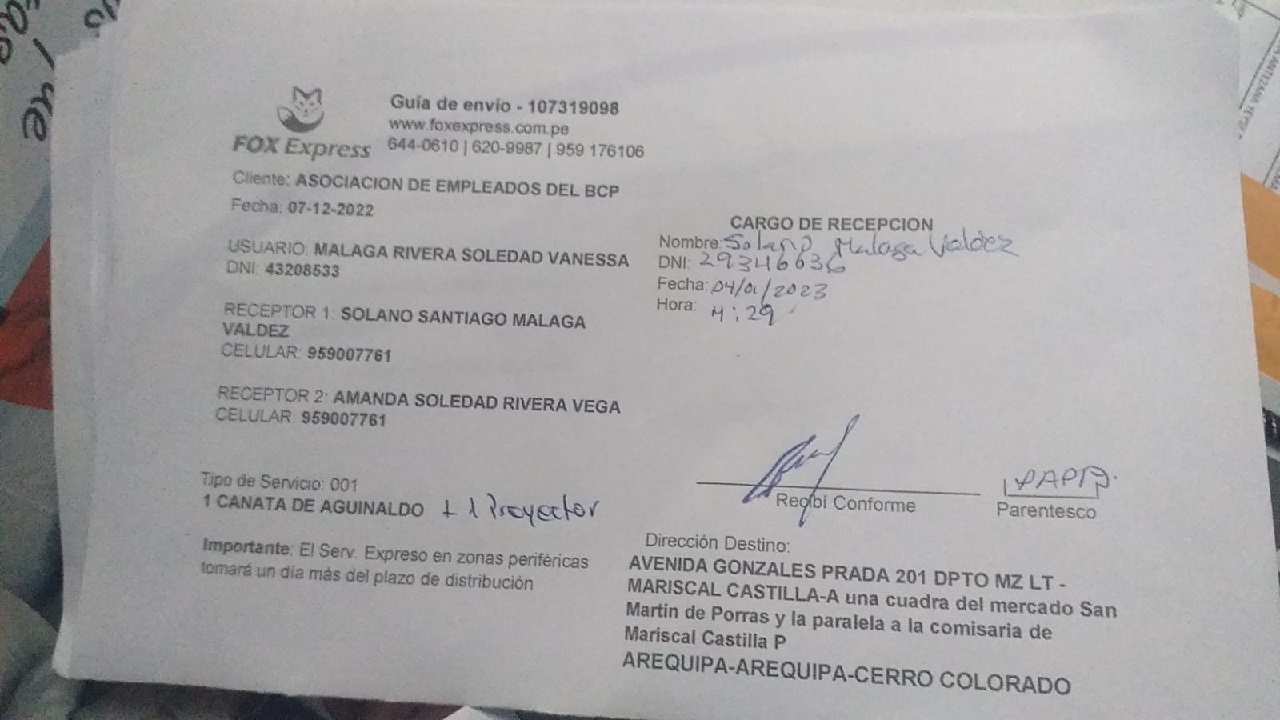 FOX Express
Guía de envio - 107319098
www.foxexpress.com.pe
644-0610 | 620-9987 | 959 176106
Cliente: ASOCIACION DE EMPLEADOS DEL BCP
Fecha: 07-12-2022
USUARIO: MALAGA RIVERA SOLEDAD VANESSA
DNI: 43208533
RECEPTOR 1: SOLANO SANTIAGO MALAGA
VALDEZ
CELULAR: 959007761
RECEPTOR 2: AMANDA SOLEDAD RIVERA VEGA
CELULAR: 959007761
Tipo de Servicio: 001
1 CANATA DE AGUINALDO + 1 Proyector
Importante: El Serv. Expreso en zonas periféricas
tomará un día más del plazo de distribución
CARGO DE RECEPCION
Nombre: Solano Malaga Valdez
DNI: 29346636
Fecha: 04/01/2023
Hora: 11:29
Recibi Conforme
PAPA
Parentesco
Dirección Destino:
AVENIDA GONZALES PRADA 201 DPTO MZ LT -
MARISCAL CASTILLA-A una cuadra del mercado San
Martin de Porras y la paralela a la comisaria de
Mariscal Castilla P
AREQUIPA-AREQUIPA-CERRO COLORADO